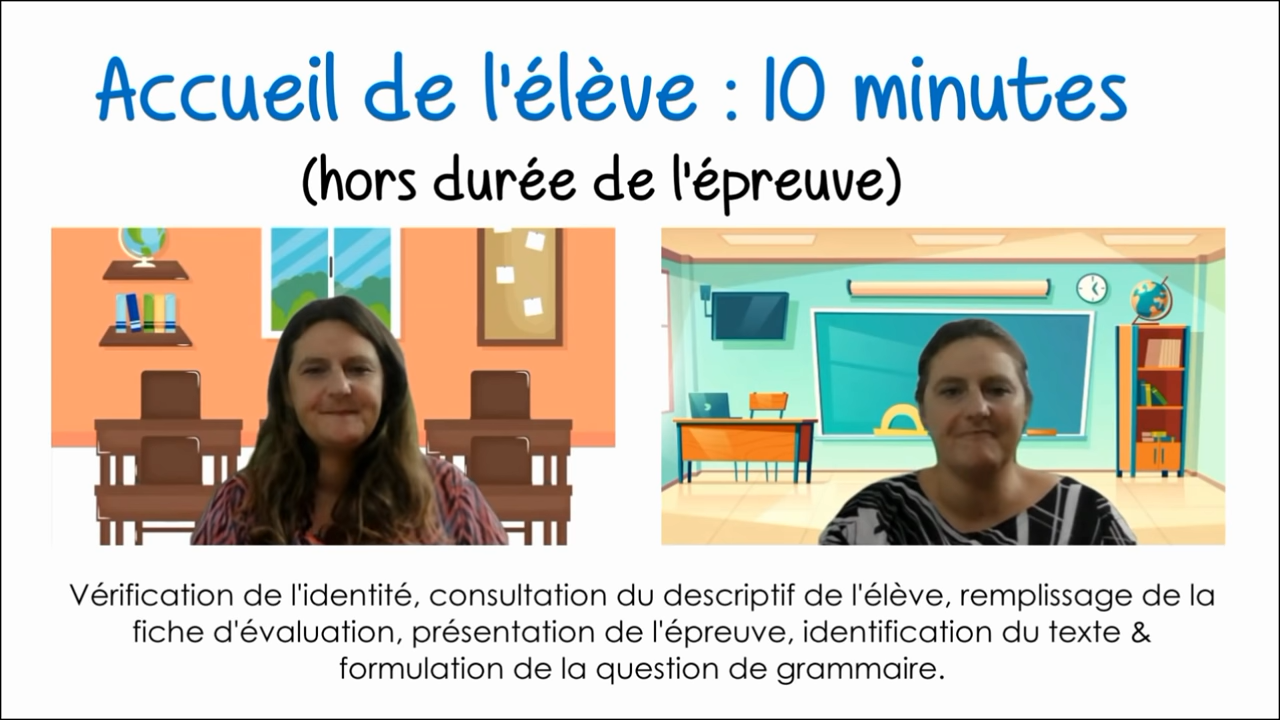 Accueil de l'élève : 10 minutes
(hors durée de l'épreuve)
Vérification de l'identité, consultation du descriptif de l'élève, remplissage de la
fiche d'évaluation, présentation de l'épreuve, identification du texte &
formulation de la question de grammaire.